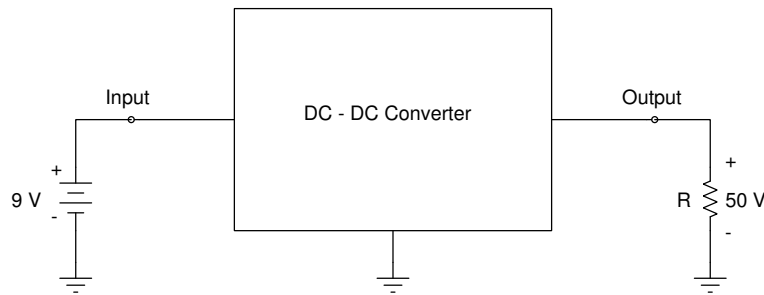 Input
DC - DC Converter
Output
+
9 V
-
+
R
50 V
-